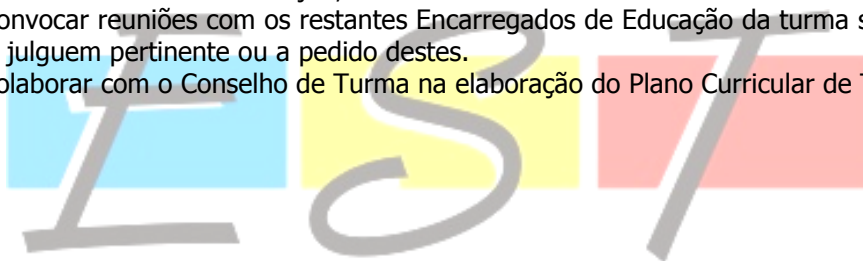 onvocar reuniões com os restantes Encarregados de Educação da turma
julguem pertinente ou a pedido destes.
olaborar com o Conselho de Turma na elaboração do Plano Curricular de
EST